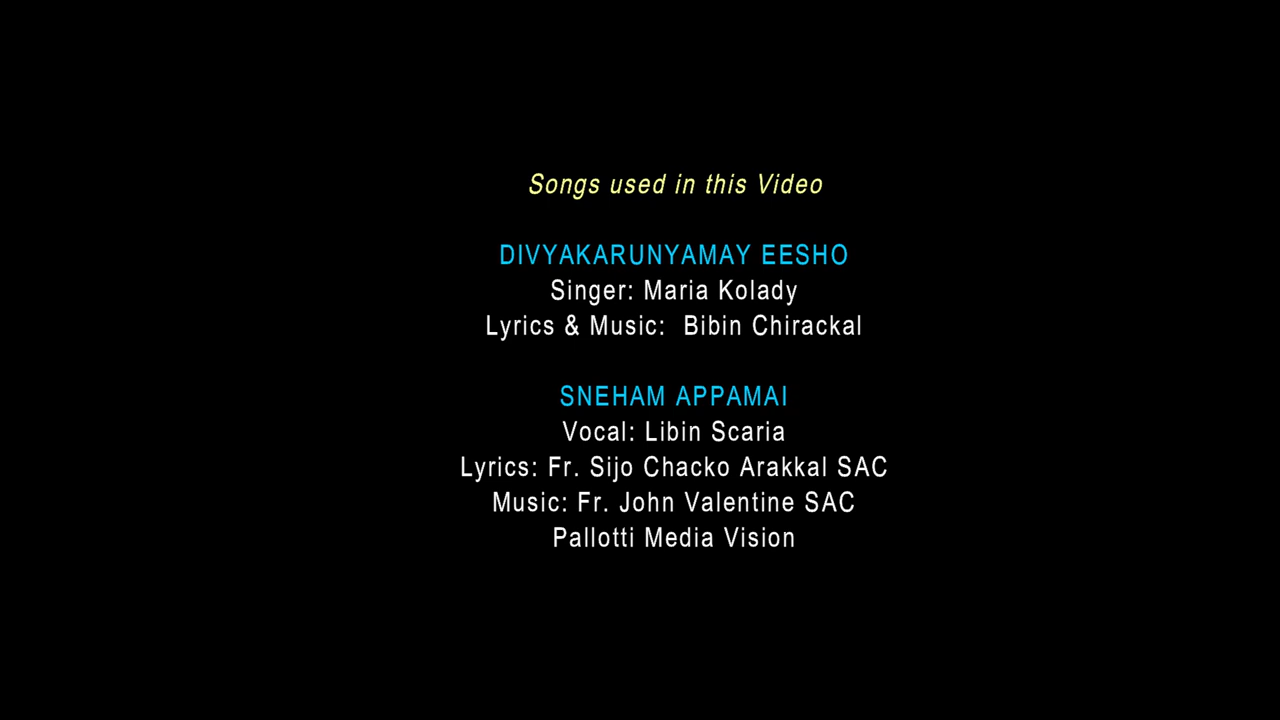 Songs used in this Video
DIVYAKARUNYAMAY EESHO
Singer: Maria Kolady
Lyrics & Music: Bibin Chirackal
SNEHAM APPAMAI
Vocal: Libin Scaria
Lyrics: Fr. Sijo Chacko Arakkal SAC
Music: Fr. John Valentine SAC
Pallotti Media Vision